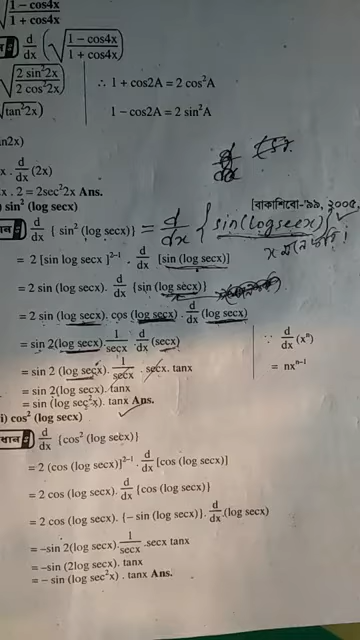 √(1 − cos4x / 1 + cos4x)
d/dx {√(1 − cos4x / 1 + cos4x)}
√(2 sin²2x / 2 cos²2x) ∴ 1 + cos2A = 2 cos²A
√tan²2x) 1 − cos2A = 2 sin²A
n2x)
x . d/dx (2x)
x . 2 = 2sec²2x Ans.
d/dx
) sin² (log secx) [বাকাশিবো-'৯৯, ২০০৫,
d/dx { sin² (log secx)} = d/dx { sin(logsecx)}
= 2 [sin log secx ]²⁻¹ . d/dx [sin (log secx)]
= 2 sin (log secx). d/dx {sin (log secx)}
= 2 sin (log secx). cos (log secx) . d/dx (log secx)
= sin 2(log secx). 1/secx . d/dx (secx) ∵ d/dx (xⁿ)
= sin 2 (log secx). 1/secx . secx. tanx = nxⁿ⁻¹
= sin 2(log secx). tanx
= sin (log sec²x). tanx Ans.
i) cos² (log secx)
ধান : d/dx {cos² (log secx)}
= 2 (cos (log secx)]²⁻¹ . d/dx [cos (log secx)]
= 2 cos (log secx). d/dx {cos (log secx)}
= 2 cos (log secx). {−sin (log secx)}. d/dx (log secx)
= −sin 2(log secx). 1/secx .secx tanx
= −sin (2log secx). tanx
= − sin (log sec²x) . tanx Ans.